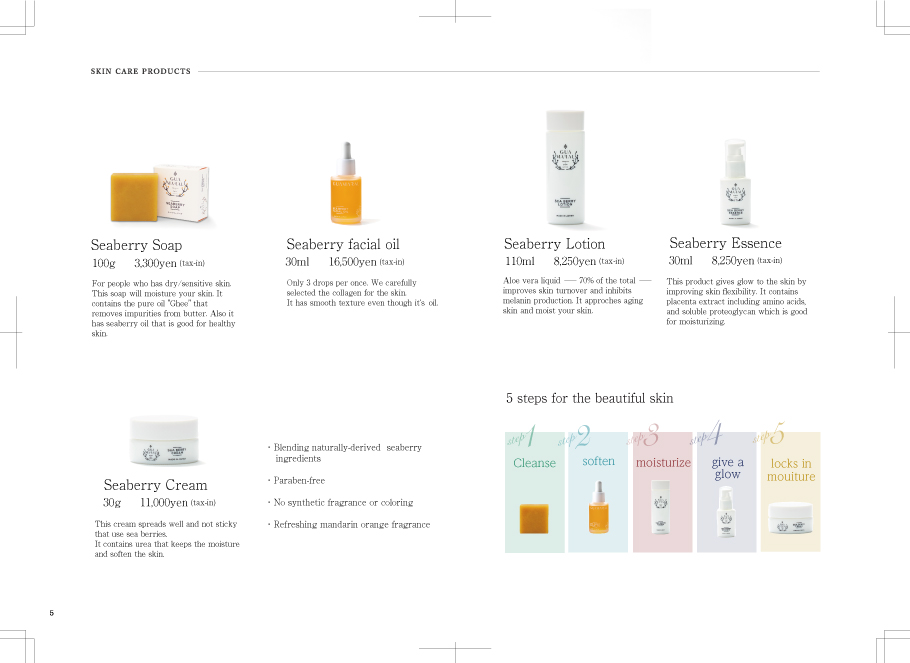 SKIN CARE PRODUCTS
Seaberry Soap
100g 3,300yen (tax-in)
For people who has dry/sensitive skin.
This soap will moisture your skin. It
contains the pure oil "Ghee" that
removes impurities from butter. Also it
has seaberry oil that is good for healthy
skin.
Seaberry facial oil
30ml 16,500yen (tax-in)
Only 3 drops per once. We carefully
selected the collagen for the skin.
It has smooth texture even though it's oil.
GUA
Seaberry Lotion
110ml 8,250yen (tax-in)
Aloe vera liquid — 70% of the total —
improves skin turnover and inhibits
melanin production. It approches aging
skin and moist your skin.
Seaberry Essence
30ml 8,250yen (tax-in)
This product gives glow to the skin by
improving skin flexibility. It contains
placenta extract including amino acids,
and soluble proteoglycan which is good
for moisturizing.
Seaberry Cream
30g 11,000yen (tax-in)
This cream spreads well and not sticky
that use sea berries.
It contains urea that keeps the moisture
and soften the skin.
・Blending naturally-derived seaberry
ingredients
・Paraben-free
・No synthetic fragrance or coloring
・Refreshing mandarin orange fragrance
5 steps for the beautiful skin
step1
Cleanse
step2
soften
step3
moisturize
step4
give a
glow
step5
locks in
mouiture
5